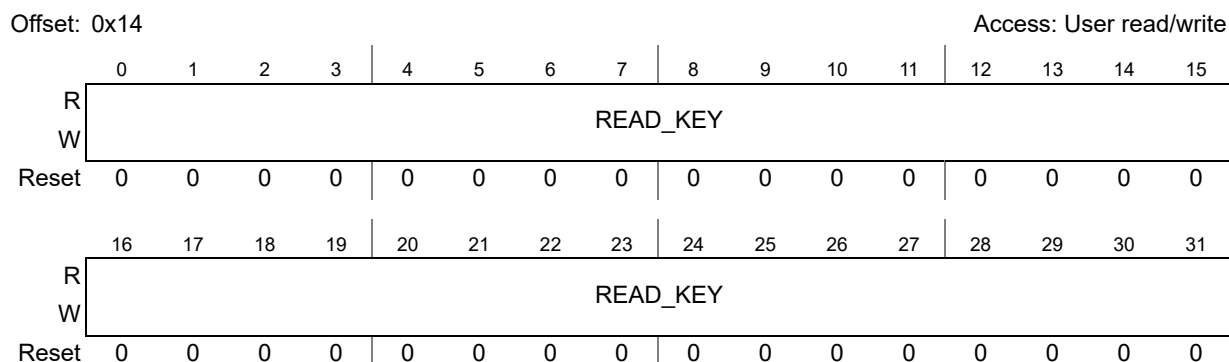 Offset: 0x14 Access: User read/write
0 1 2 3 4 5 6 7 8 9 10 11 12 13 14 15
R
READ_KEY
W
Reset 0 0 0 0 0 0 0 0 0 0 0 0 0 0 0 0
16 17 18 19 20 21 22 23 24 25 26 27 28 29 30 31
R
READ_KEY
W
Reset 0 0 0 0 0 0 0 0 0 0 0 0 0 0 0 0